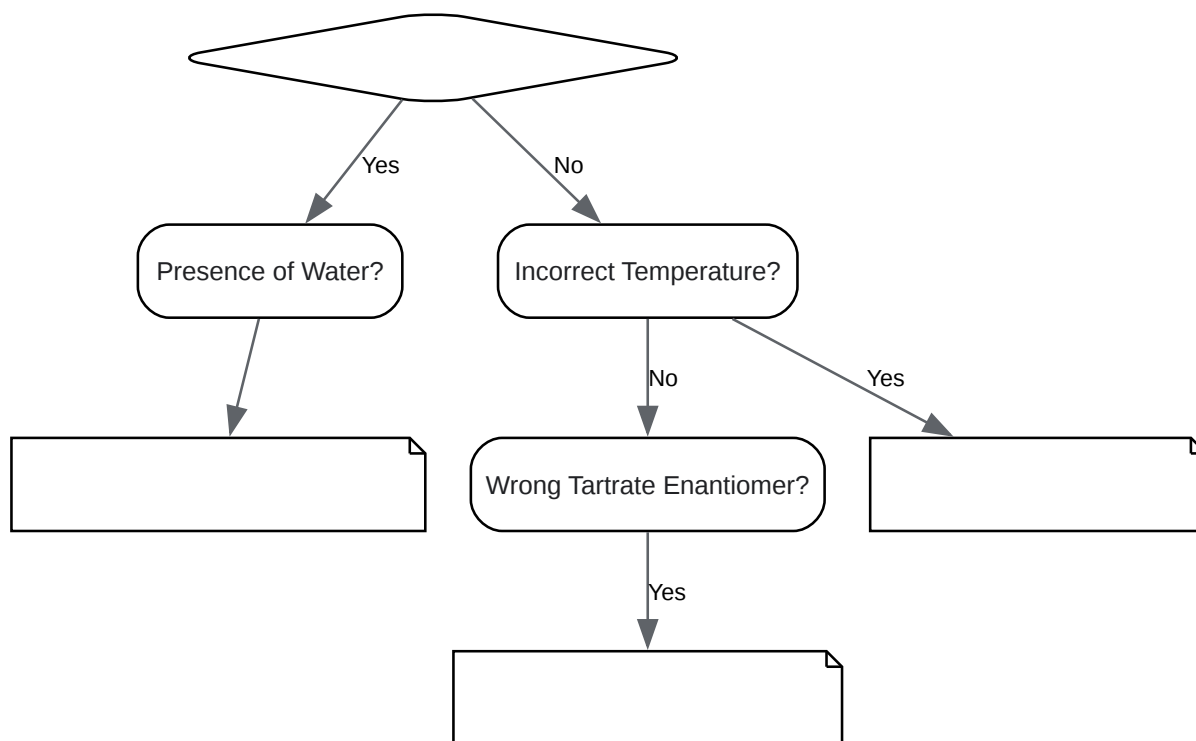 Yes
No
Presence of Water?
Incorrect Temperature?
No
Yes
Wrong Tartrate Enantiomer?
Yes